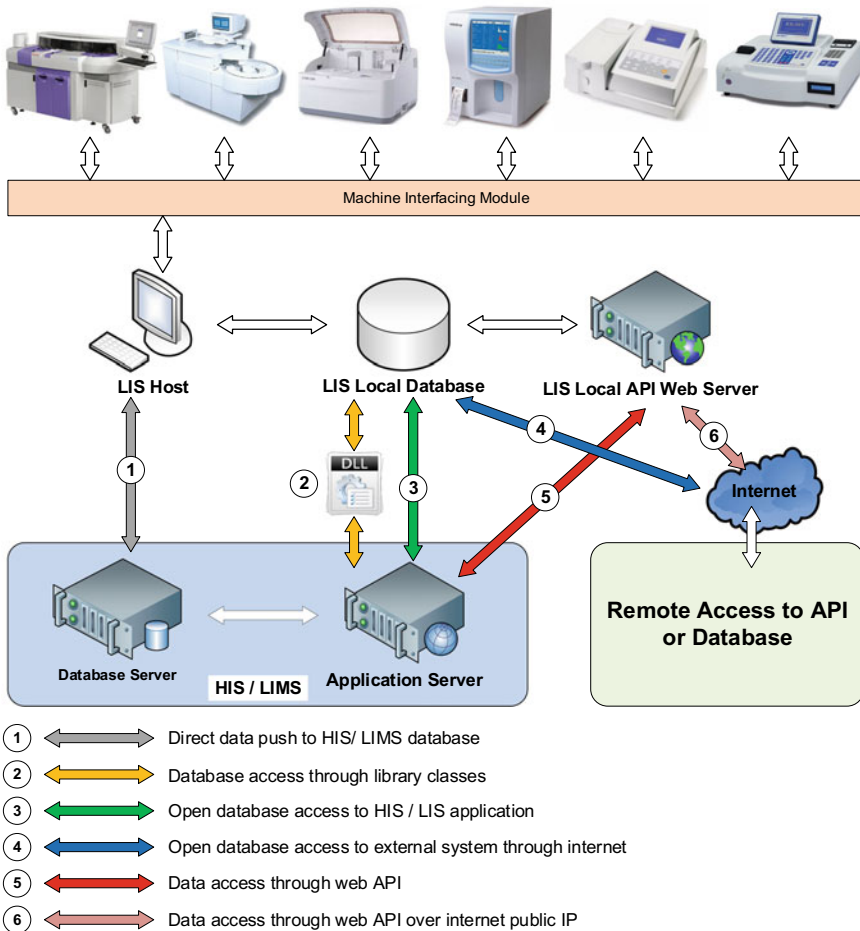 Machine Interfacing Module
LIS Host
LIS Local Database
LIS Local API Web Server
1
2
DLL
3
4
5
6
Internet
Database Server
HIS / LIMS
Application Server
Remote Access to API
or Database
1 Direct data push to HIS/ LIMS database
2 Database access through library classes
3 Open database access to HIS / LIS application
4 Open database access to external system through internet
5 Data access through web API
6 Data access through web API over internet public IP